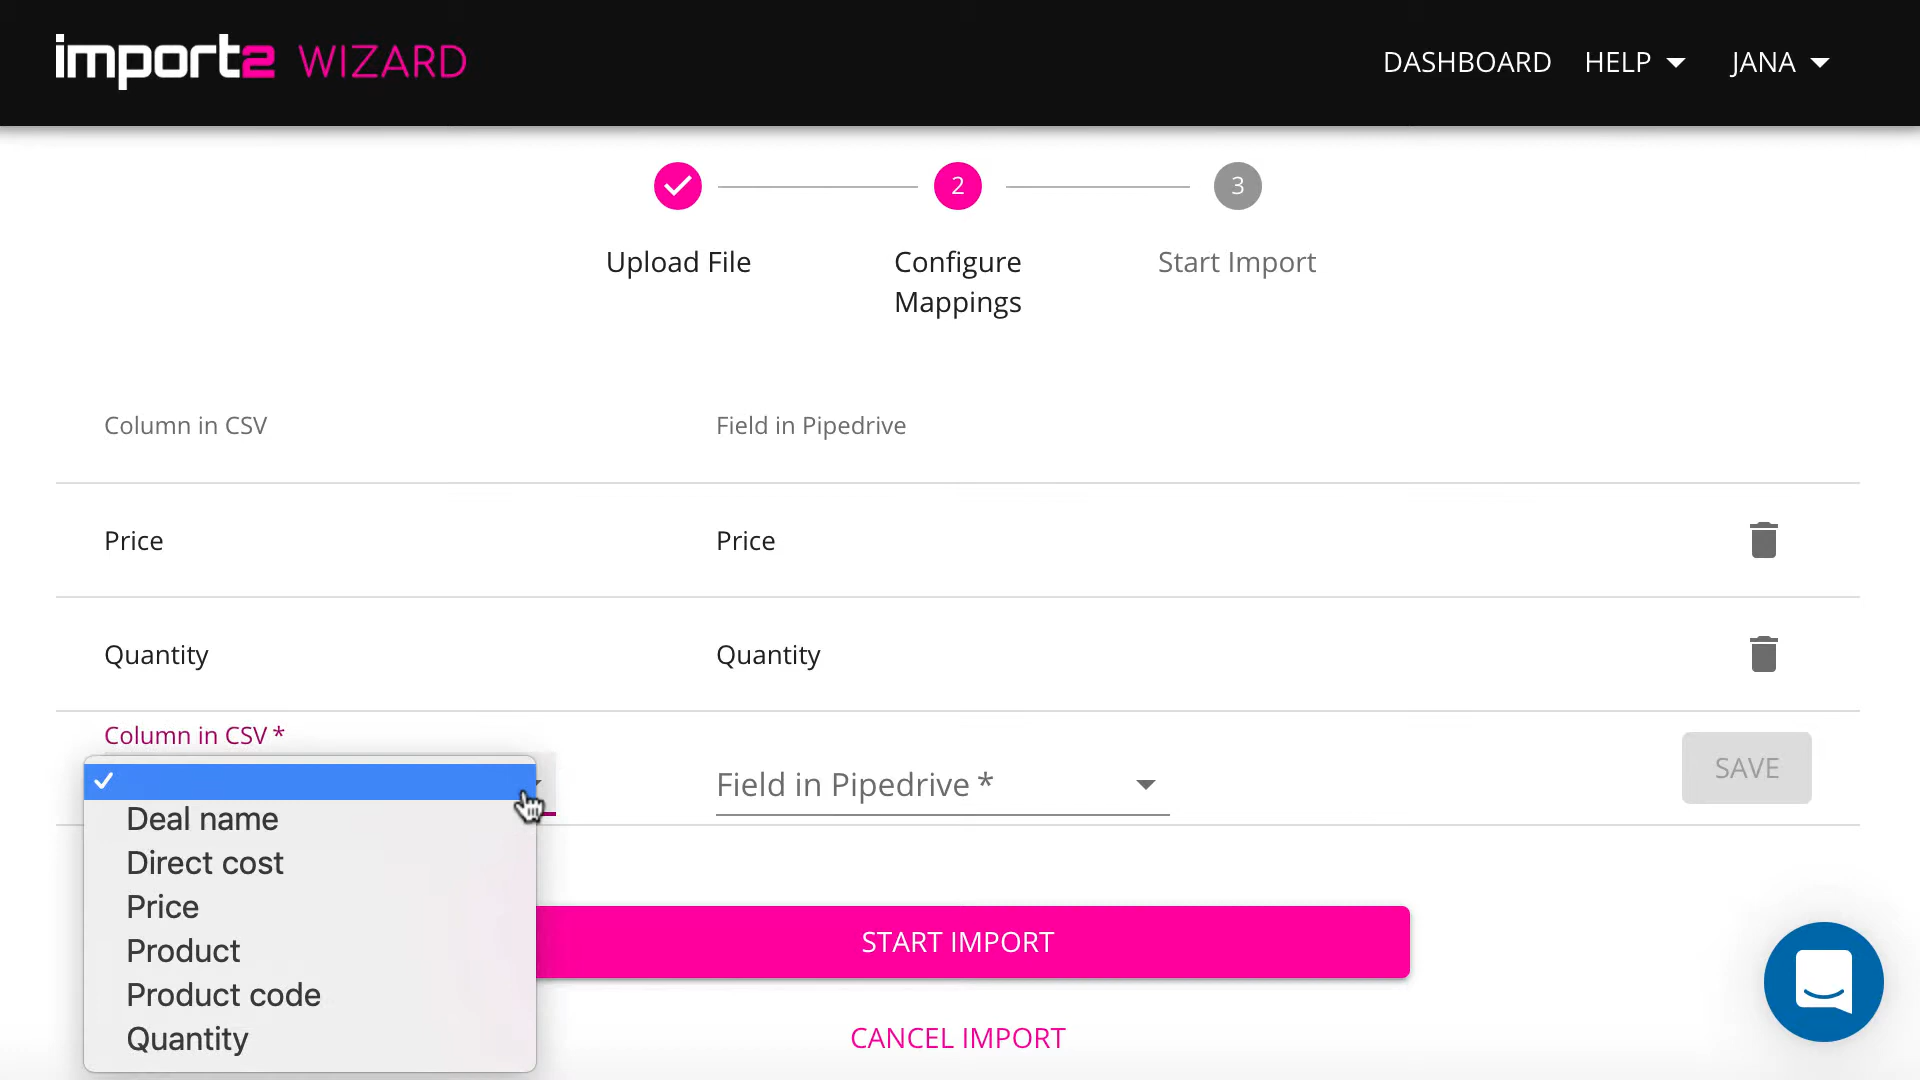 import2 WIZARD
DASHBOARD HELP JANA
2
3
Upload File
Configure
Mappings
Start Import
Column in CSV
Field in Pipedrive
Price
Price
Quantity
Quantity
Column in CSV *
Field in Pipedrive *
SAVE
Deal name
Direct cost
Price
Product
Product code
Quantity
START IMPORT
CANCEL IMPORT